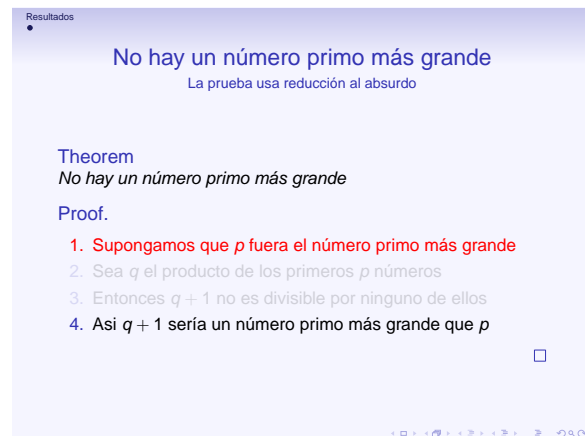 Resultados
No hay un número primo más grande
La prueba usa reducción al absurdo
Theorem
No hay un número primo más grande
Proof.
1. Supongamos que p fuera el número primo más grande
2. Sea q el producto de los primeros p números
3. Entonces q + 1 no es divisible por ninguno de ellos
4. Asi q + 1 sería un número primo más grande que p